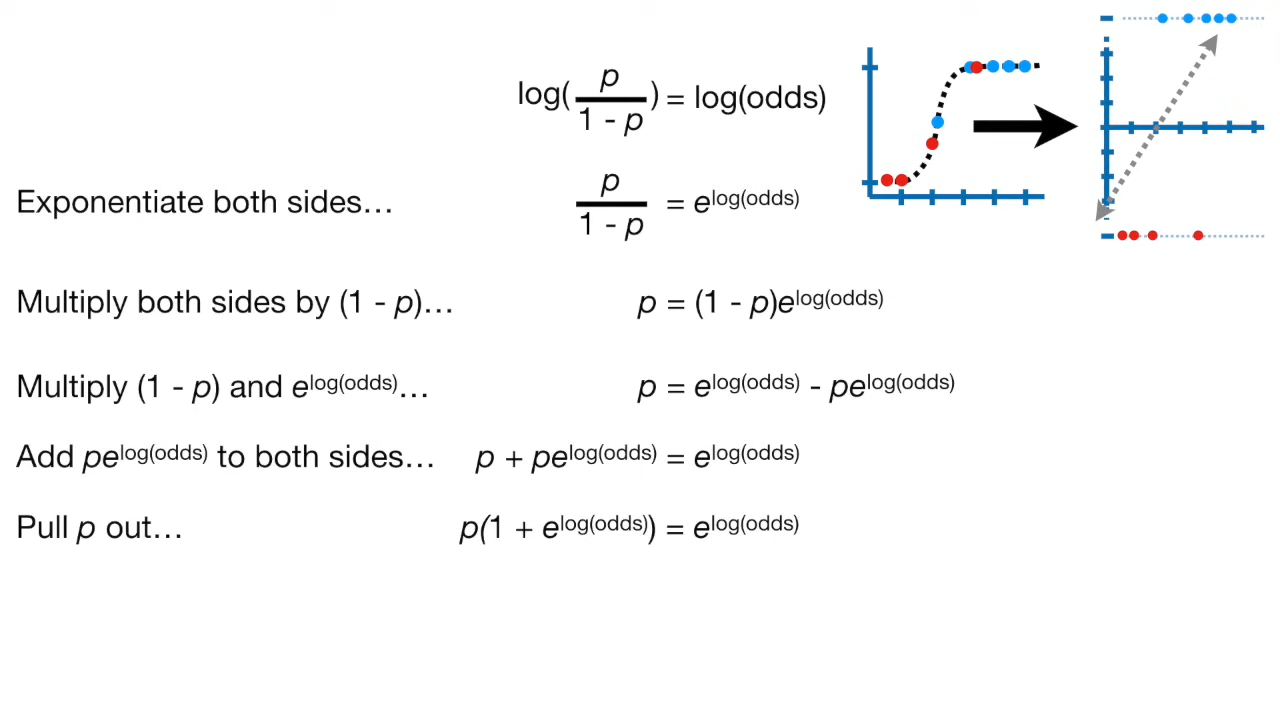 log(p/1 - p) = log(odds)
Exponentiate both sides… p/1 - p = e^log(odds)
Multiply both sides by (1 - p)… p = (1 - p)e^log(odds)
Multiply (1 - p) and e^log(odds)… p = e^log(odds) - pe^log(odds)
Add pe^log(odds) to both sides… p + pe^log(odds) = e^log(odds)
Pull p out… p(1 + e^log(odds)) = e^log(odds)